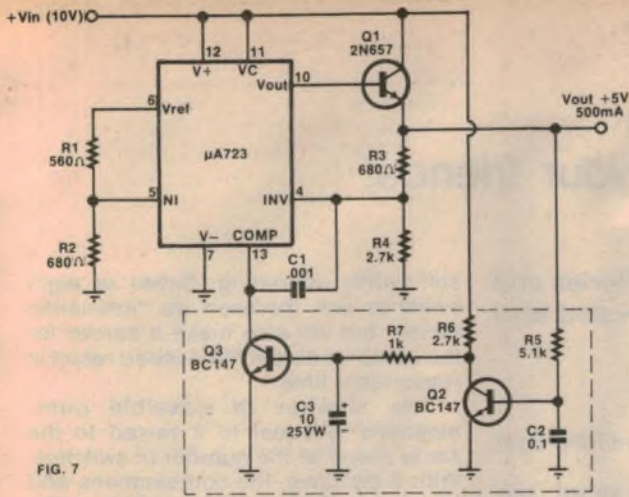 +Vin (10V)
12
11
V+
VC
Q1
2N657
10
Vout
6
Vref
Vout +5V
500mA
R1
560Ω
μA723
R3
680Ω
5
NI
INV
4
R2
680Ω
V–
COMP
7
13
C1
.001
R4
2.7k
R7
1k
R6
2.7k
R5
5.1k
Q3
BC147
Q2
BC147
C3
10
25VW
+
C2
0.1
FIG. 7